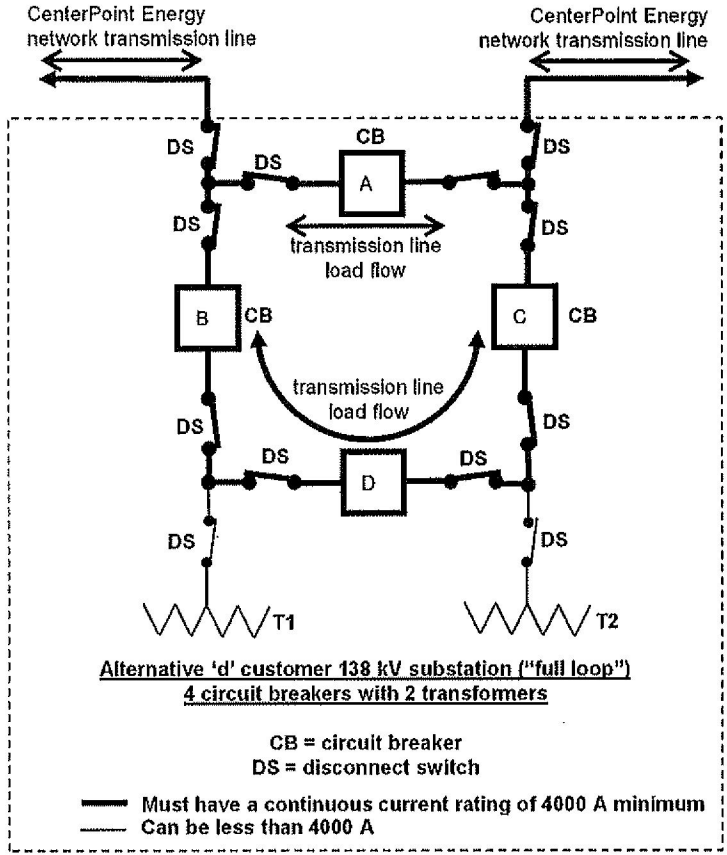 CenterPoint Energy
network transmission line
CenterPoint Energy
network transmission line
DS
DS
CB
A
DS
DS
transmission line
load flow
DS
B
CB
C
CB
transmission line
load flow
DS
DS
DS
D
DS
DS
DS
T1
T2
Alternative 'd' customer 138 kV substation ("full loop")
4 circuit breakers with 2 transformers
CB = circuit breaker
DS = disconnect switch
Must have a continuous current rating of 4000 A minimum
Can be less than 4000 A